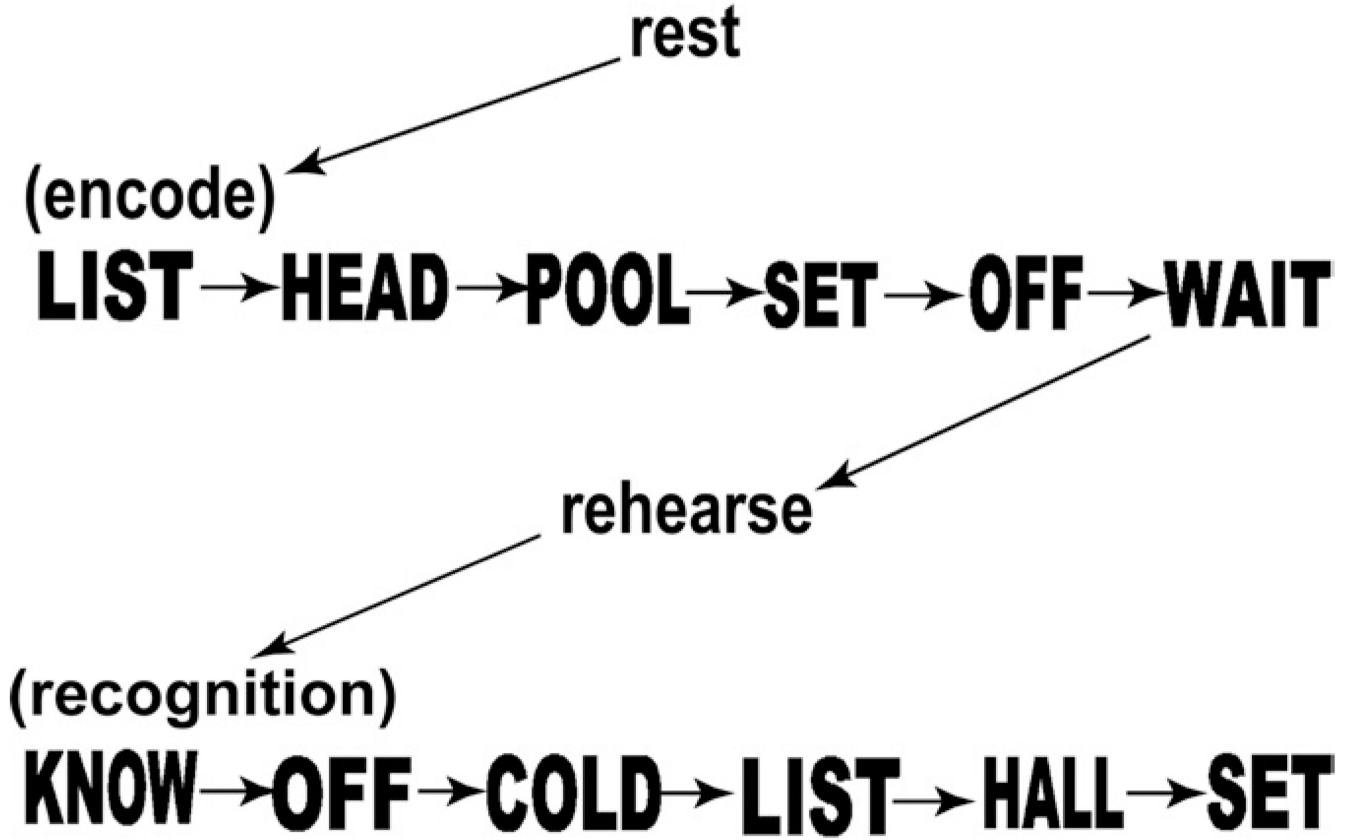 rest
(encode)
LIST HEAD POOL SET OFF WAIT
rehearse
(recognition)
KNOW OFF COLD LIST HALL SET